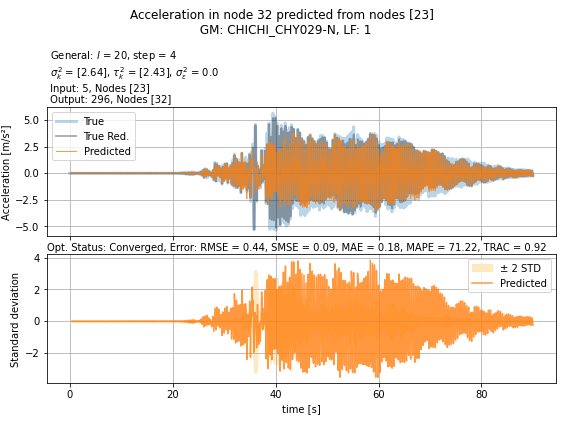 Acceleration in node 32 predicted from nodes [23]
GM: CHICHI_CHY029-N, LF: 1
General: l = 20, step = 4
σ²ₖ = [2.64], τ²ₖ = [2.43], σ²ε = 0.0
Input: 5, Nodes [23]
Output: 296, Nodes [32]
Acceleration [m/s²]
5.0
2.5
0.0
−2.5
−5.0
True
True Red.
Predicted
Opt. Status: Converged, Error: RMSE = 0.44, SMSE = 0.09, MAE = 0.18, MAPE = 71.22, TRAC = 0.92
Standard deviation
4
2
0
−2
± 2 STD
Predicted
0
20
40
60
80
time [s]